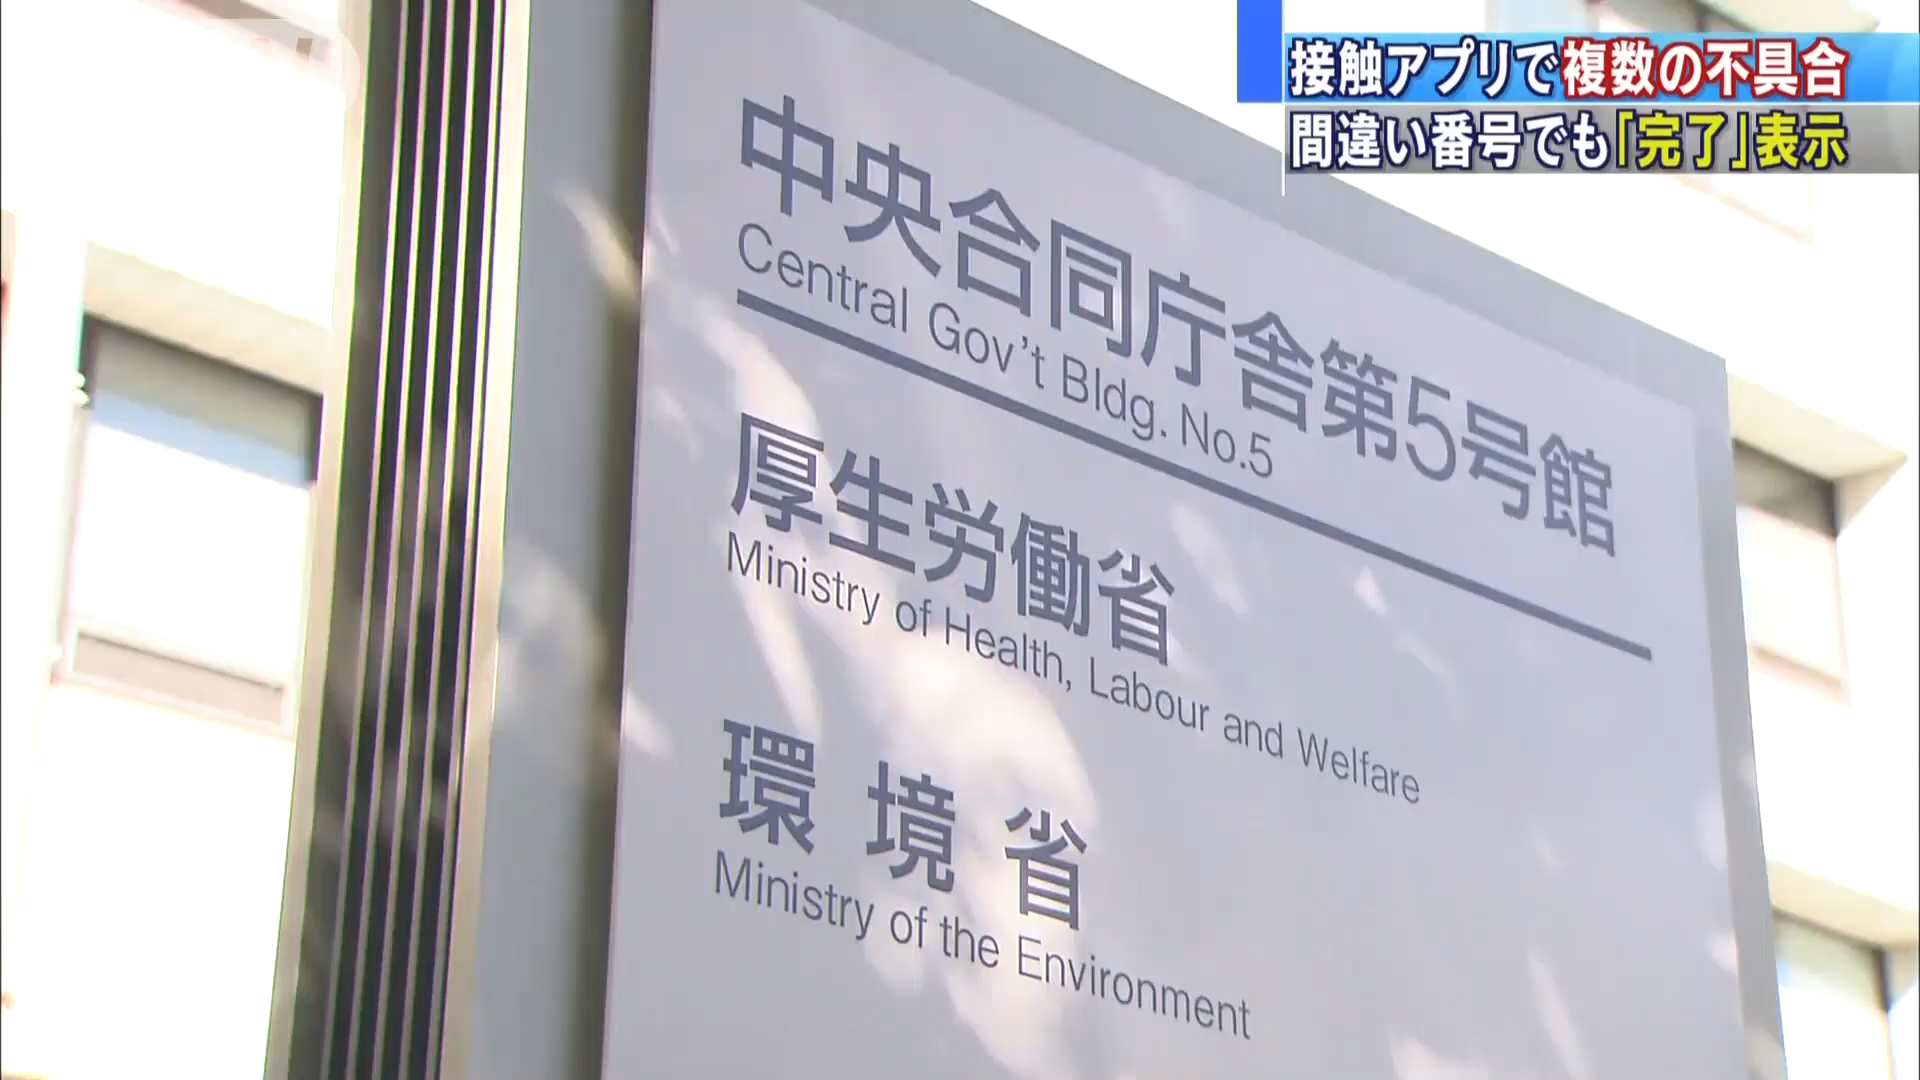 接触アプリで複数の不具合
間違い番号でも「完了」表示
中央合同庁舎第5号館
Central Gov't Bldg. No.5
厚生労働省
Ministry of Health, Labour and Welfare
環境省
Ministry of the Environment